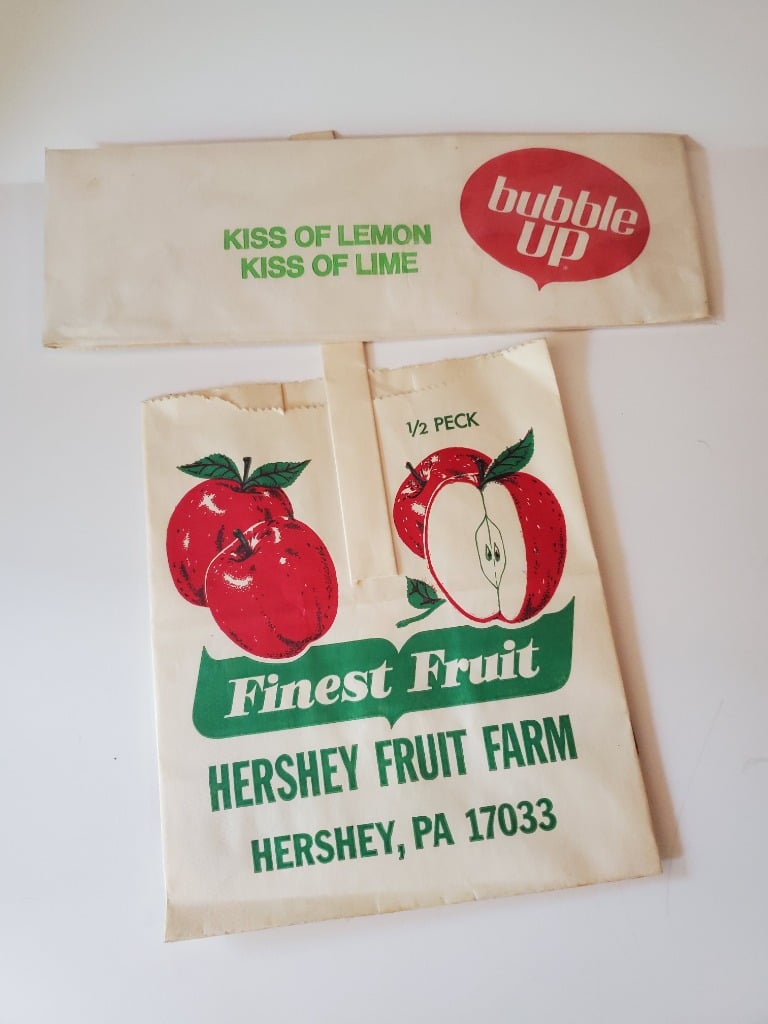 KISS OF LEMON
KISS OF LIME
bubble
up
1/2 PECK
Finest Fruit
HERSHEY FRUIT FARM
HERSHEY, PA 17033